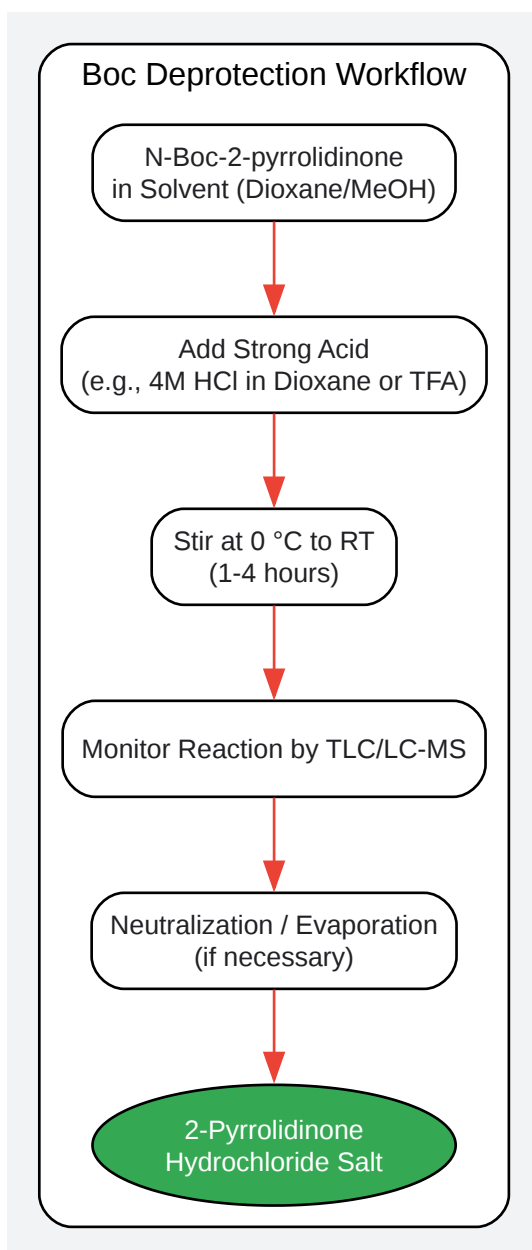 Boc Deprotection Workflow
N-Boc-2-pyrrolidinone
in Solvent (Dioxane/MeOH)
Add Strong Acid
(e.g., 4M HCl in Dioxane or TFA)
Stir at 0 °C to RT
(1-4 hours)
Monitor Reaction by TLC/LC-MS
Neutralization / Evaporation
(if necessary)
2-Pyrrolidinone
Hydrochloride Salt